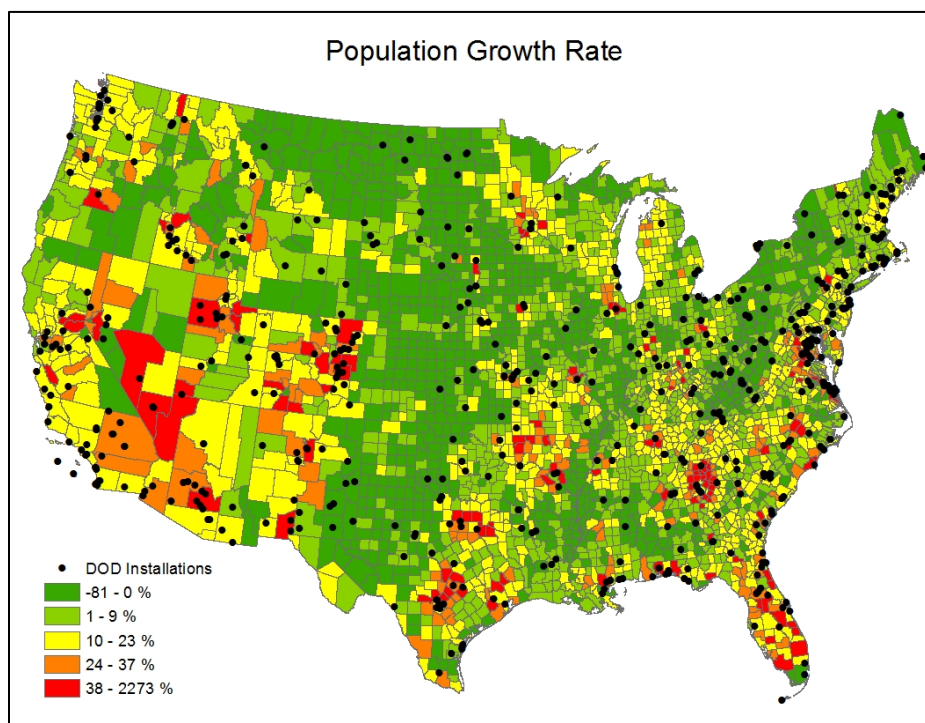 Population Growth Rate
DOD Installations
-81 - 0 %
1 - 9 %
10 - 23 %
24 - 37 %
38 - 2273 %